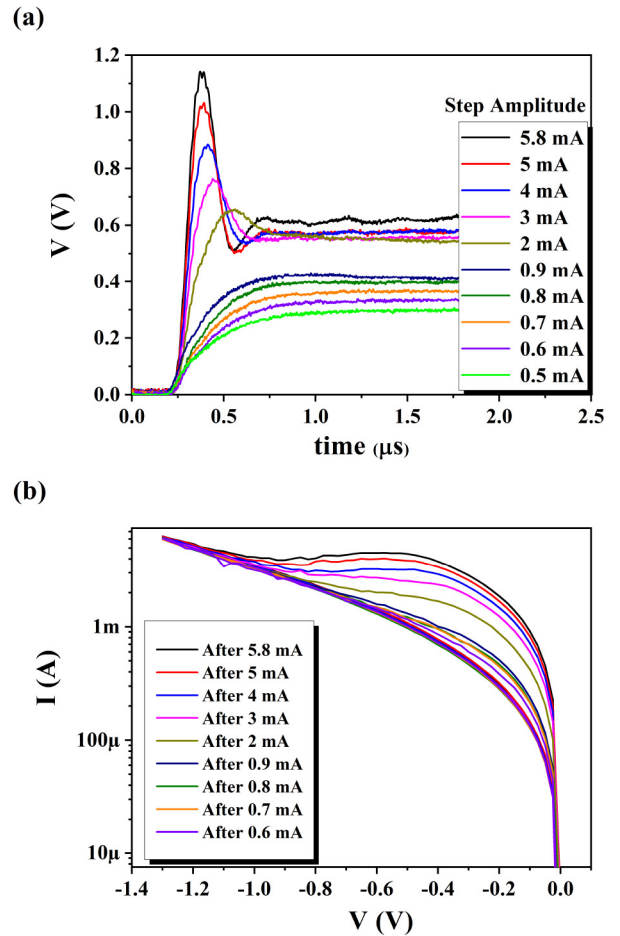 (a)
V (V)
1.2
1.0
0.8
0.6
0.4
0.2
0.0
0.0
0.5
1.0
1.5
2.0
2.5
time (μs)
Step Amplitude
5.8 mA
5 mA
4 mA
3 mA
2 mA
0.9 mA
0.8 mA
0.7 mA
0.6 mA
0.5 mA
(b)
I (A)
1m
100μ
10μ
-1.4
-1.2
-1.0
-0.8
-0.6
-0.4
-0.2
0.0
V (V)
After 5.8 mA
After 5 mA
After 4 mA
After 3 mA
After 2 mA
After 0.9 mA
After 0.8 mA
After 0.7 mA
After 0.6 mA